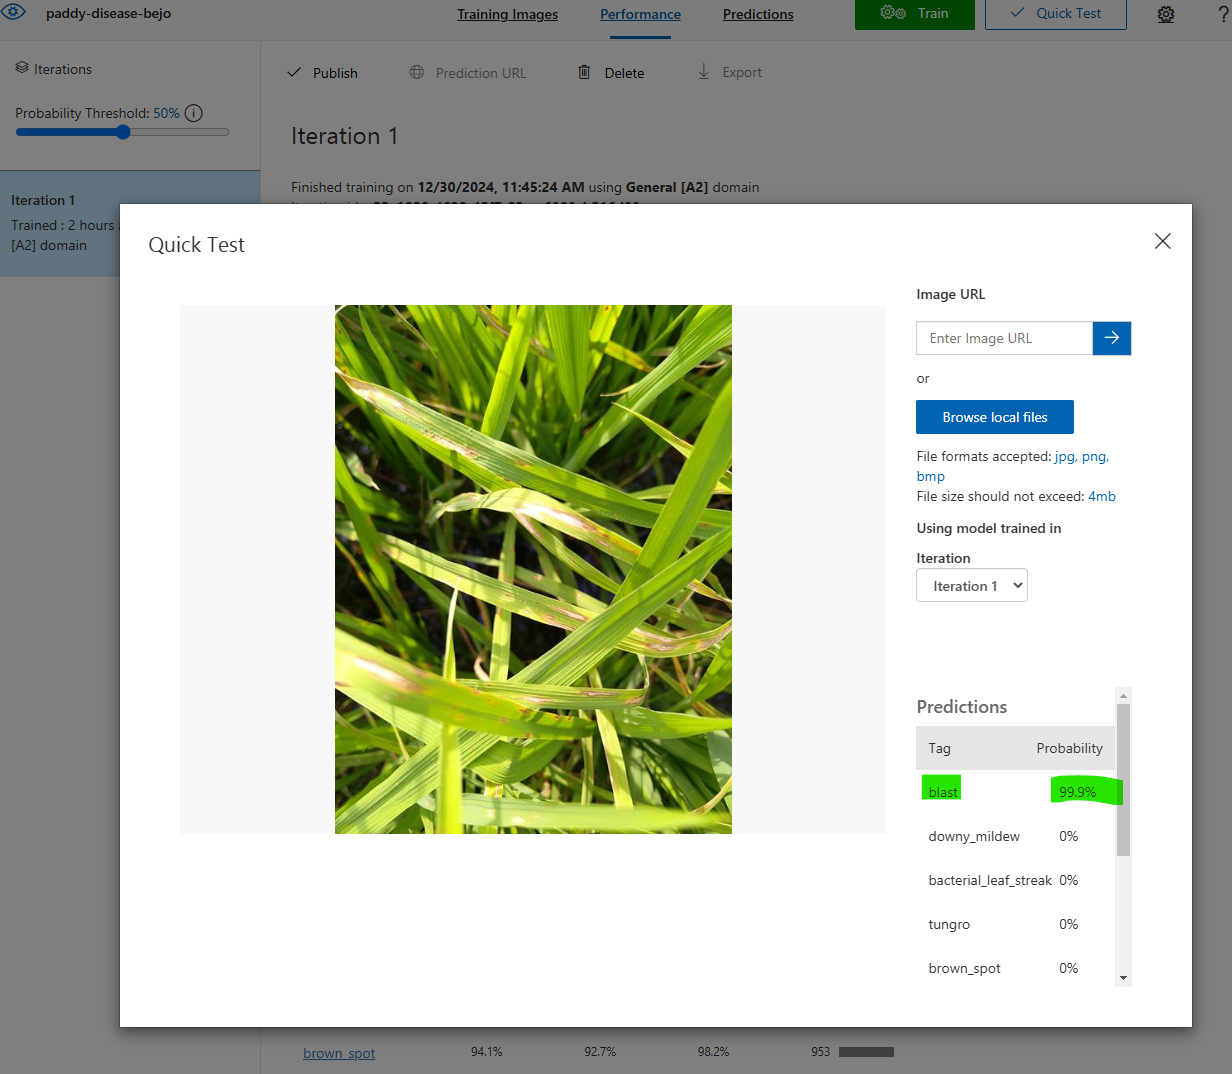 paddy-disease-bejo
Training Images
Performance
Predictions
Train
Quick Test
?
Iterations
Publish
Prediction URL
Delete
Export
Probability Threshold: 50% i
Iteration 1
Finished training on 12/30/2024, 11:45:24 AM using General [A2] domain
Iteration 1
Trained : 2 hours
[A2] domain
Quick Test
Image URL
Enter Image URL
or
Browse local files
File formats accepted: jpg, png,
bmp
File size should not exceed: 4mb
Using model trained in
Iteration
Iteration 1
Predictions
Tag Probability
blast 99.9%
downy_mildew 0%
bacterial_leaf_streak 0%
tungro 0%
brown_spot 0%
brown_spot 94.1% 92.7% 98.2% 953